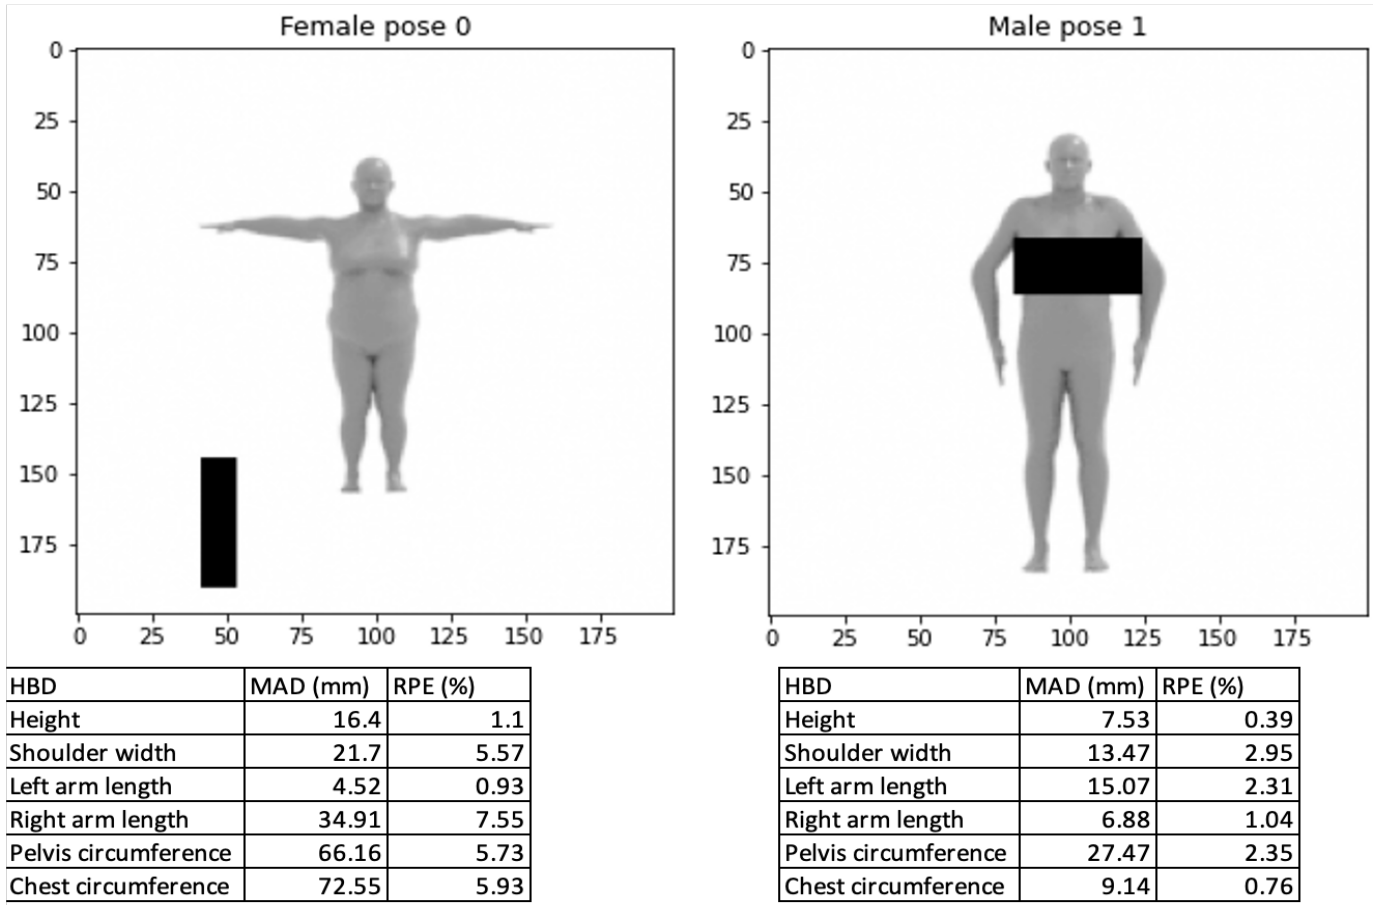 Female pose 0
0
25
50
75
100
125
150
175
0 25 50 75 100 125 150 175
HBD MAD (mm) RPE (%)
Height 16.4 1.1
Shoulder width 21.7 5.57
Left arm length 4.52 0.93
Right arm length 34.91 7.55
Pelvis circumference 66.16 5.73
Chest circumference 72.55 5.93
Male pose 1
0
25
50
75
100
125
150
175
0 25 50 75 100 125 150 175
HBD MAD (mm) RPE (%)
Height 7.53 0.39
Shoulder width 13.47 2.95
Left arm length 15.07 2.31
Right arm length 6.88 1.04
Pelvis circumference 27.47 2.35
Chest circumference 9.14 0.76